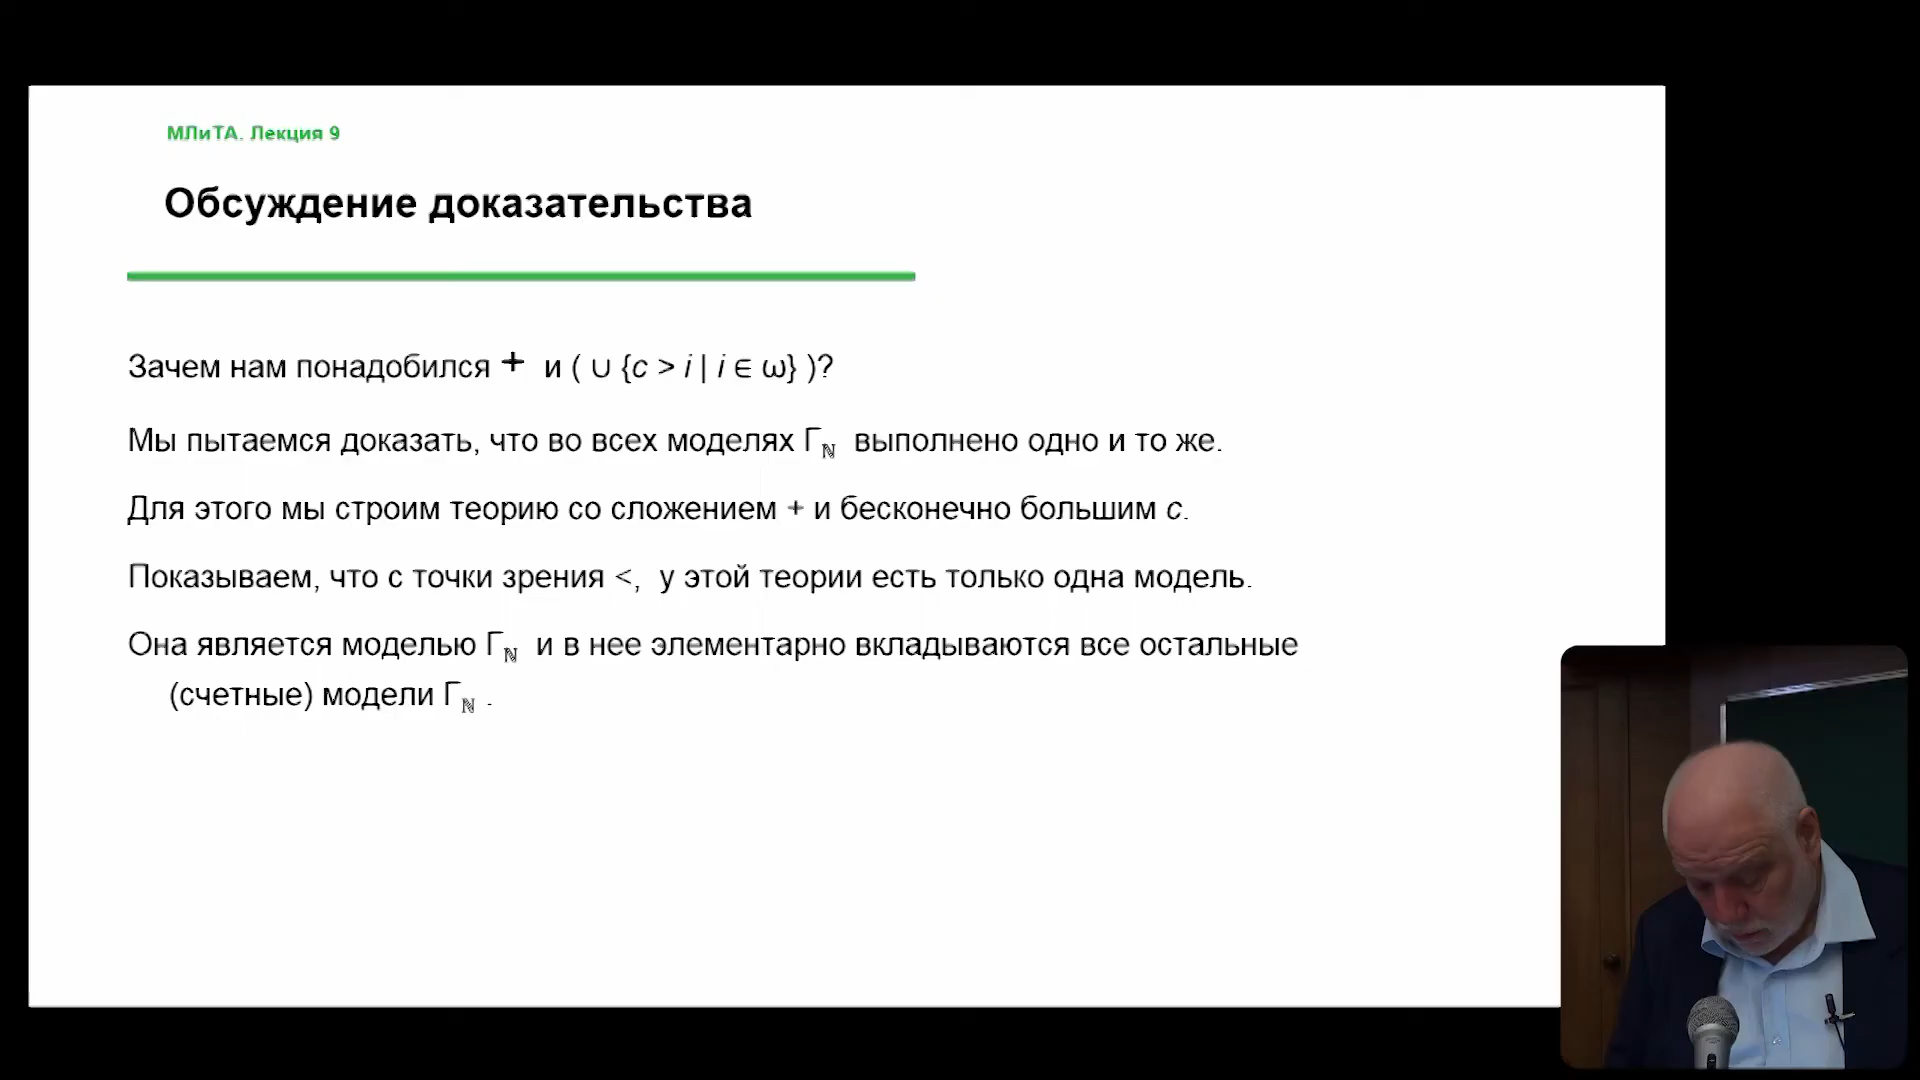 МЛиТА. Лекция 9
Обсуждение доказательства
Зачем нам понадобился + и ( ∪ {c > i | i ∈ ω} )?
Мы пытаемся доказать, что во всех моделях Γℕ выполнено одно и то же.
Для этого мы строим теорию со сложением + и бесконечно большим c.
Показываем, что с точки зрения <, у этой теории есть только одна модель.
Она является моделью Γℕ и в нее элементарно вкладываются все остальные
(счетные) модели Γℕ .